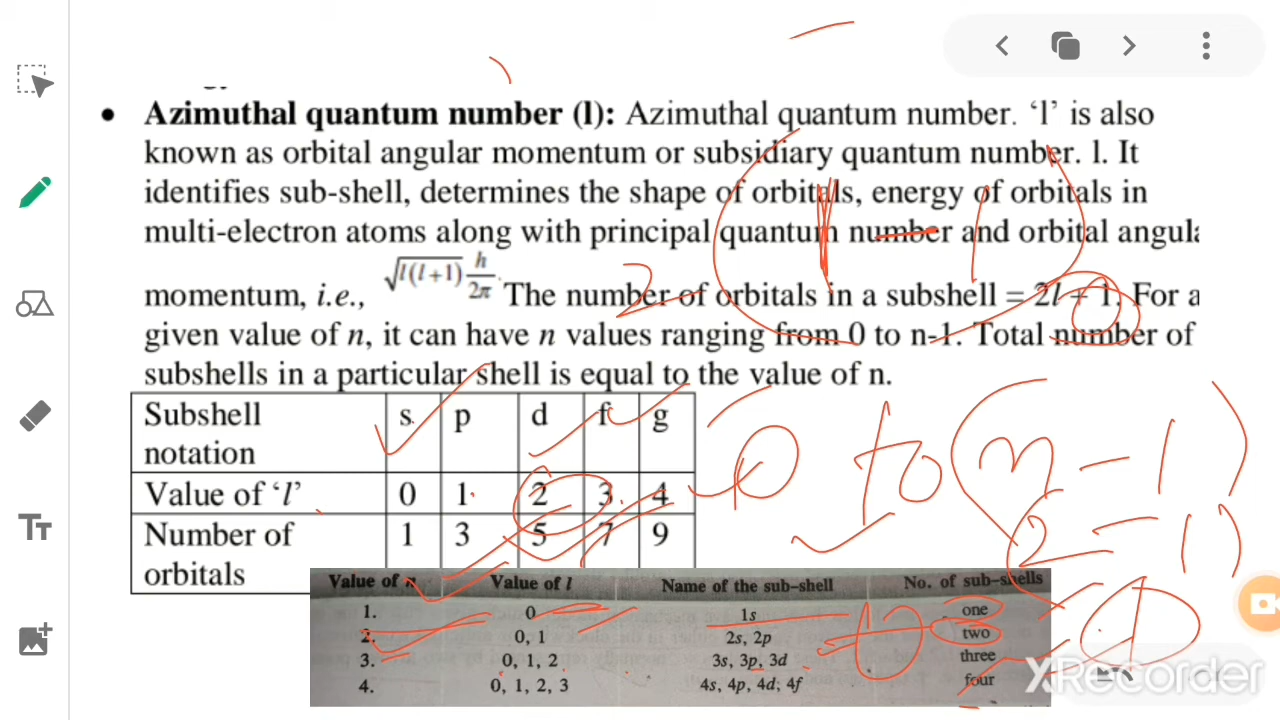 • Azimuthal quantum number (l): Azimuthal quantum number. ‘l’ is also
known as orbital angular momentum or subsidiary quantum number. l. It
identifies sub-shell, determines the shape of orbitals, energy of orbitals in
multi-electron atoms along with principal quantum number and orbital angula
momentum, i.e., √l(l+1) h/2π. The number of orbitals in a subshell = 2l + 1. For a
given value of n, it can have n values ranging from 0 to n-1. Total number of
subshells in a particular shell is equal to the value of n.
Subshell notation s p d f g
Value of ‘l’ 0 1 2 3 4
Number of orbitals 1 3 5 7 9
0 to (n - 1)
2 - 1)
1
2
Value of n Value of l Name of the sub-shell No. of sub-shells
1. 0 1s one
2. 0, 1 2s, 2p two
3. 0, 1, 2 3s, 3p, 3d three
4. 0, 1, 2, 3 4s, 4p, 4d, 4f four
Tт
XRecorder